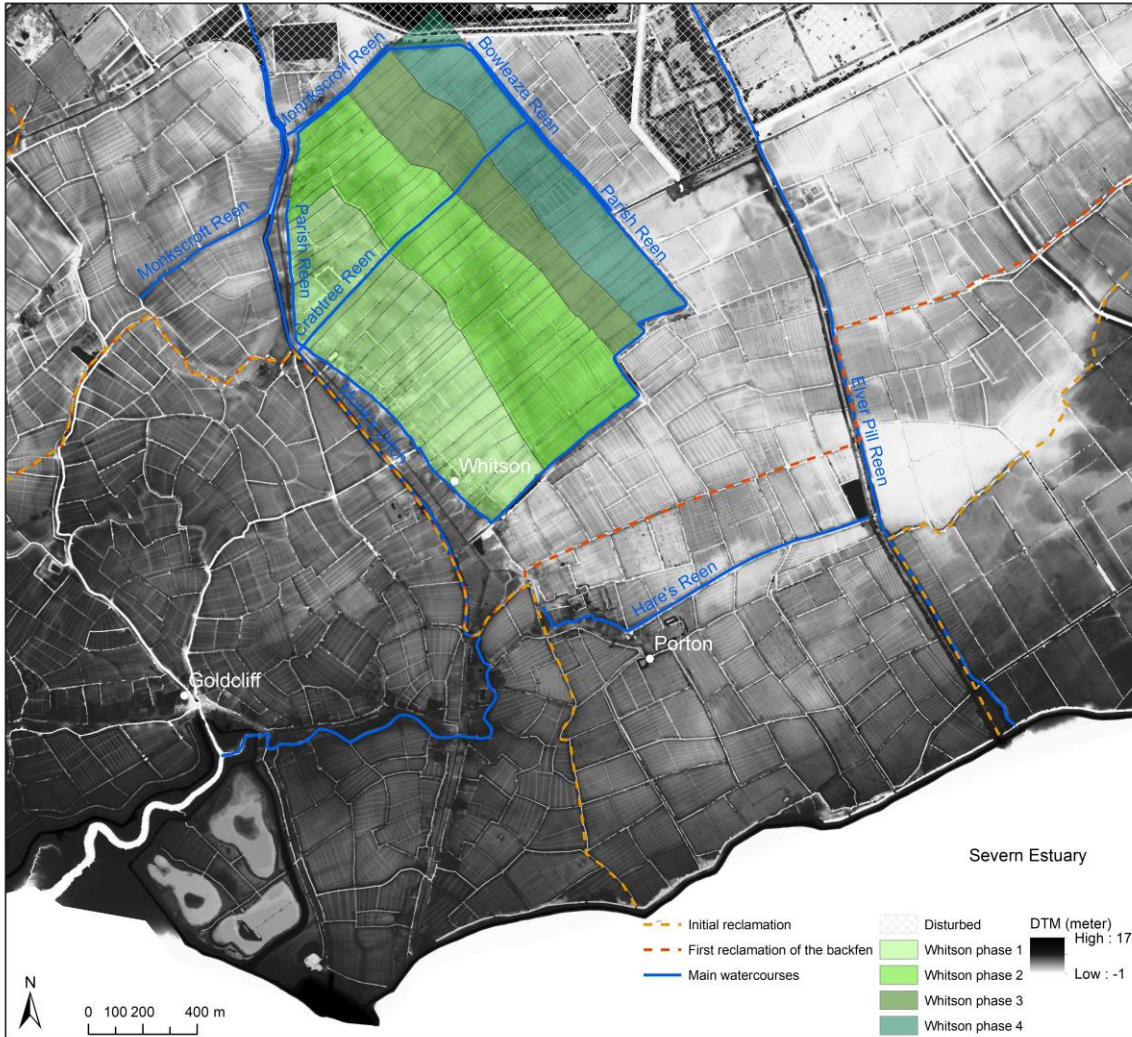 Monnkscroft Reen
Bowleaze Reen
Parish Reen
Monkscroft Reen
Parish Reen
Crabtree Reen
Elver Pill Reen
Whitson
Hare's Reen
Porton
Goldcliff
Severn Estuary
Initial reclamation
First reclamation of the backfen
Main watercourses
Disturbed
Whitson phase 1
Whitson phase 2
Whitson phase 3
Whitson phase 4
DTM (meter)
High : 17
Low : -1
N
0 100 200 400 m